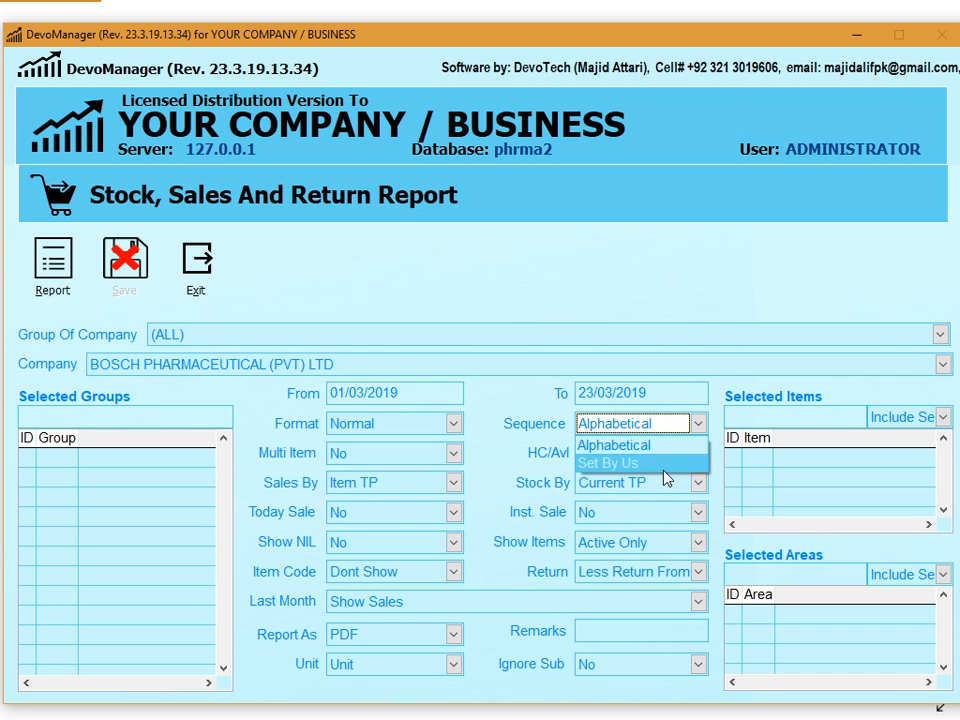 DevoManager (Rev. 23.3.19.13.34) for YOUR COMPANY / BUSINESS
DevoManager (Rev. 23.3.19.13.34)
Software by: DevoTech (Majid Attari), Cell# +92 321 3019606, email: majidalifpk@gmail.com,
Licensed Distribution Version To
YOUR COMPANY / BUSINESS
Server: 127.0.0.1
Database: phrma2
User: ADMINISTRATOR
Stock, Sales And Return Report
Report
Save
Exit
Group Of Company (ALL)
Company BOSCH PHARMACEUTICAL (PVT) LTD
Selected Groups
ID Group
From 01/03/2019
To 23/03/2019
Format Normal
Sequence Alphabetical
Alphabetical
Set By Us
Multi Item No
HC/Avl
Sales By Item TP
Stock By Current TP
Today Sale No
Inst. Sale No
Show NIL No
Show Items Active Only
Item Code Dont Show
Return Less Return From
Last Month Show Sales
Report As PDF
Remarks
Unit Unit
Ignore Sub No
Selected Items
Include Se
ID Item
Selected Areas
Include Se
ID Area